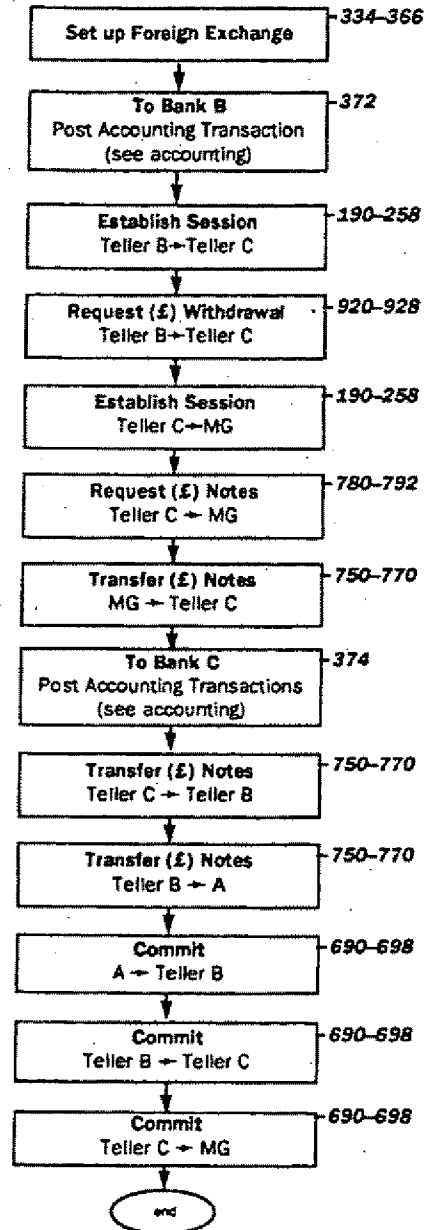 Set up Foreign Exchange
334–366
To Bank B
372
Post Accounting Transaction
(see accounting)
Establish Session
190–258
Teller B→Teller C
Request (£) Withdrawal
920–928
Teller B→Teller C
Establish Session
190–258
Teller C→MG
Request (£) Notes
780–792
Teller C → MG
Transfer (£) Notes
750–770
MG → Teller C
To Bank C
374
Post Accounting Transactions
(see accounting)
Transfer (£) Notes
750–770
Teller C → Teller B
Transfer (£) Notes
750–770
Teller B → A
Commit
690–698
A → Teller B
Commit
690–698
Teller B → Teller C
Commit
690–698
Teller C → MG
end